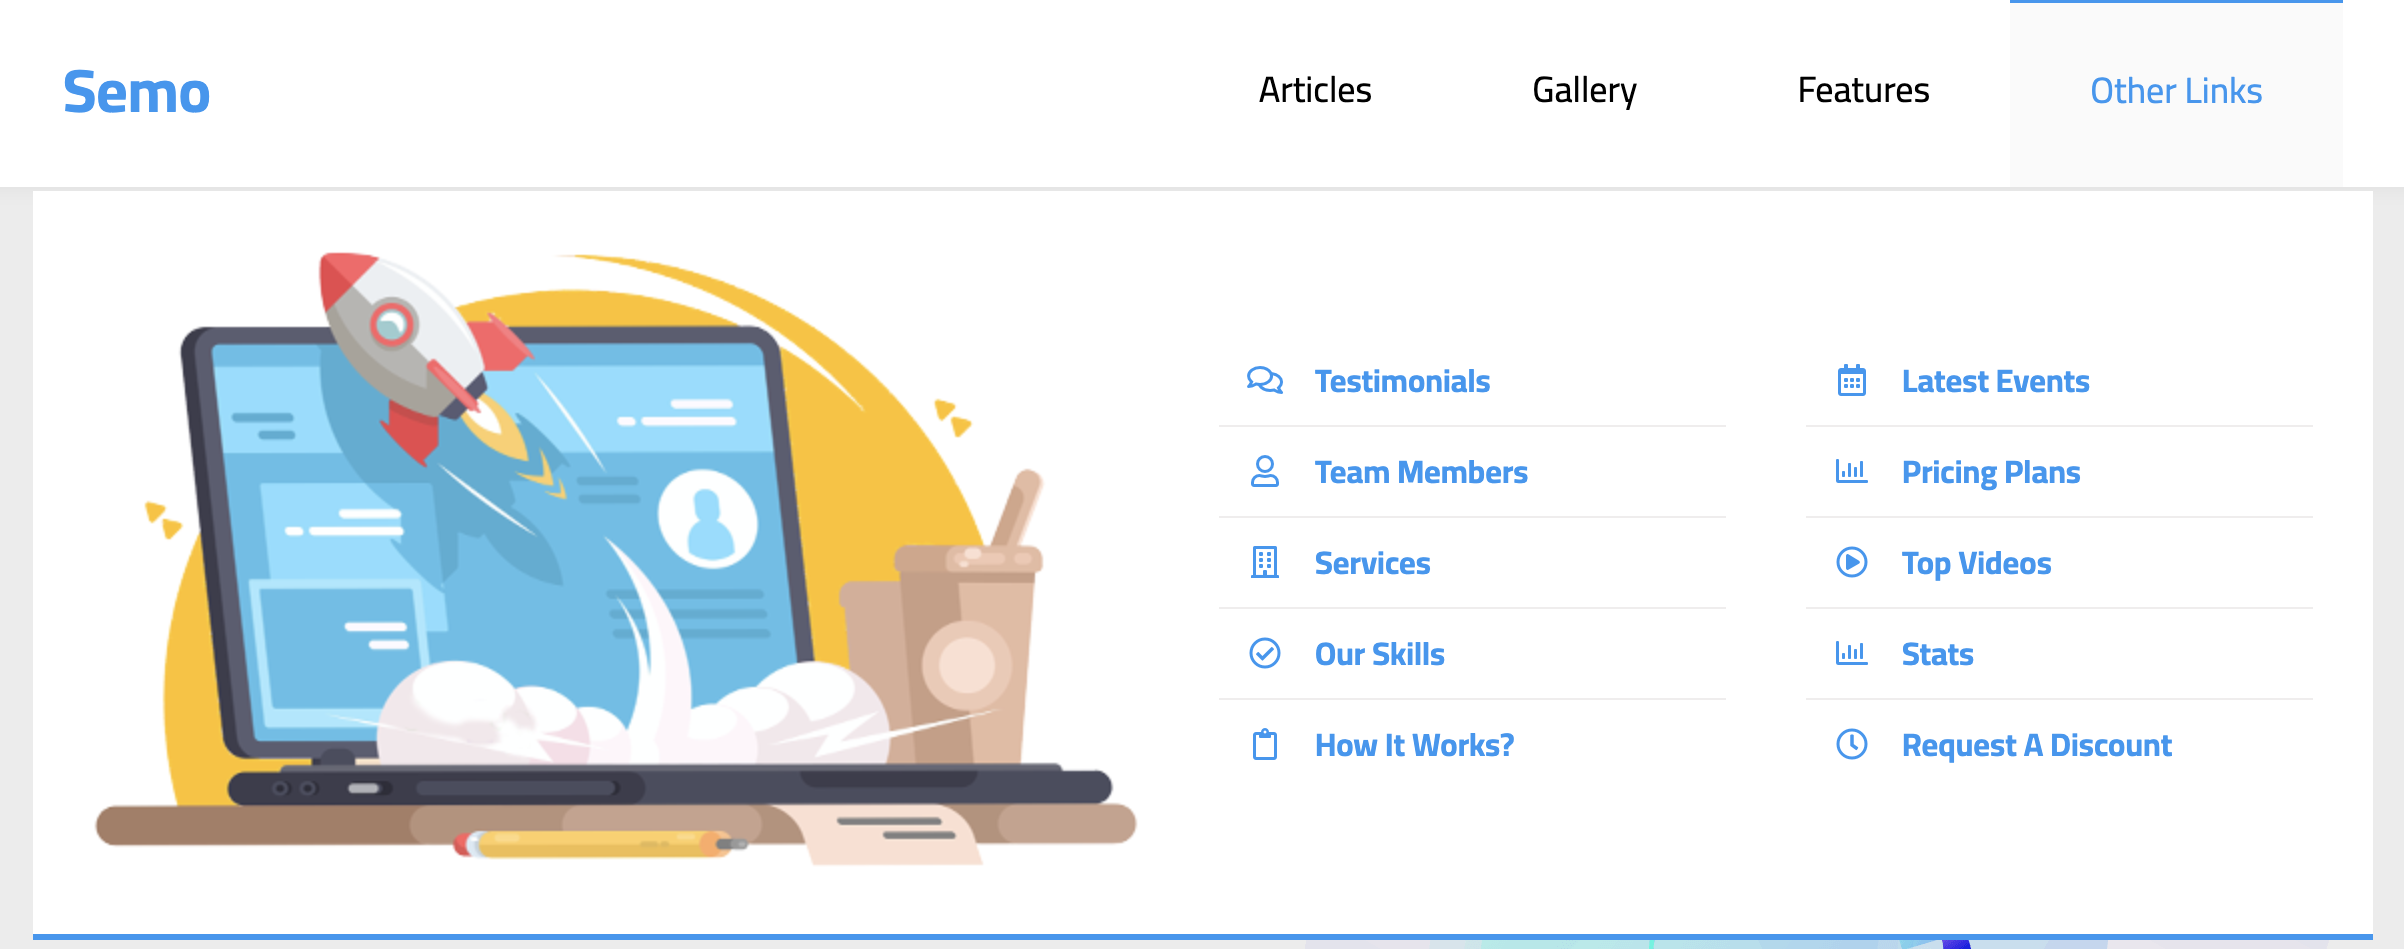 Semo
Articles
Gallery
Features
Other Links
Testimonials
Team Members
Services
Our Skills
How It Works?
Latest Events
Pricing Plans
Top Videos
Stats
Request A Discount